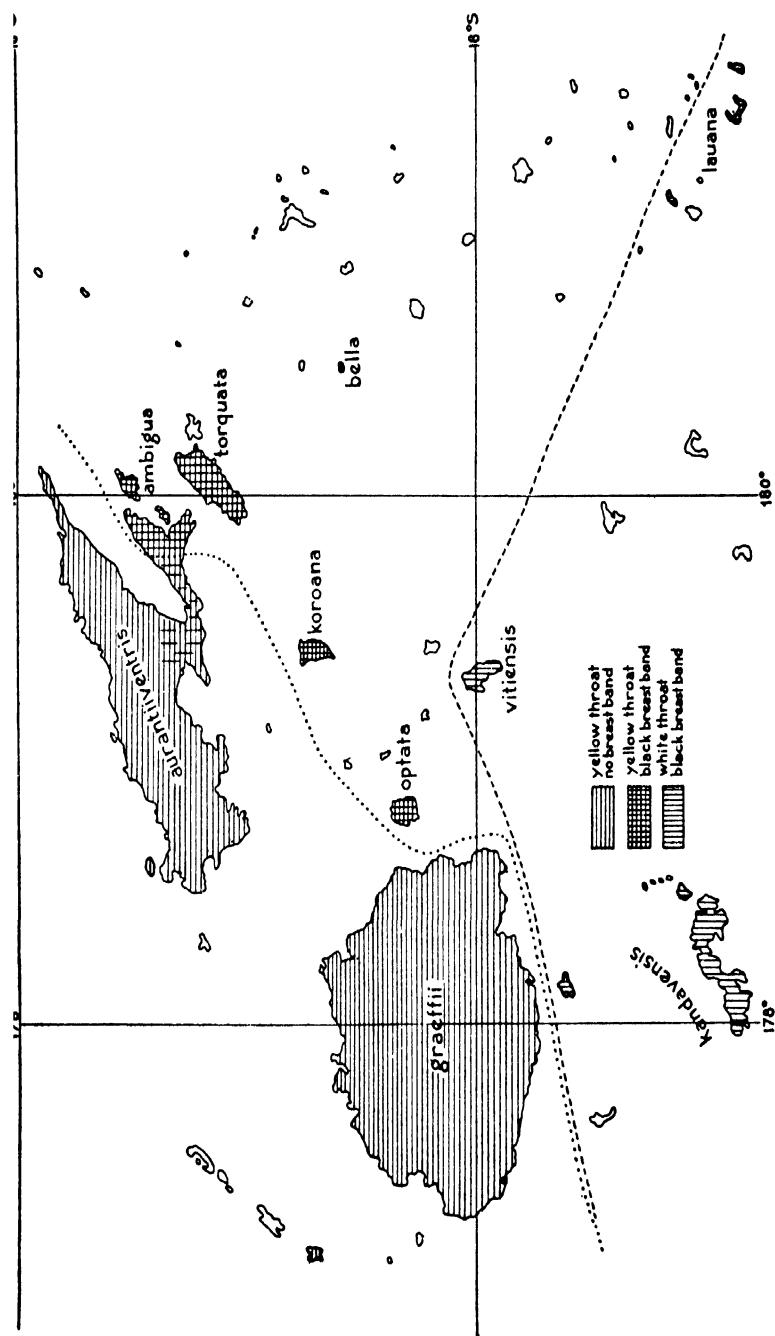 18°S
ambigua
torquata
bella
lauana
180°
koroana
aurantiiventris
optata
vitiensis
graeffii
kandavensis
178°
yellow throat
no breast band
yellow throat
black breast band
white throat
black breast band